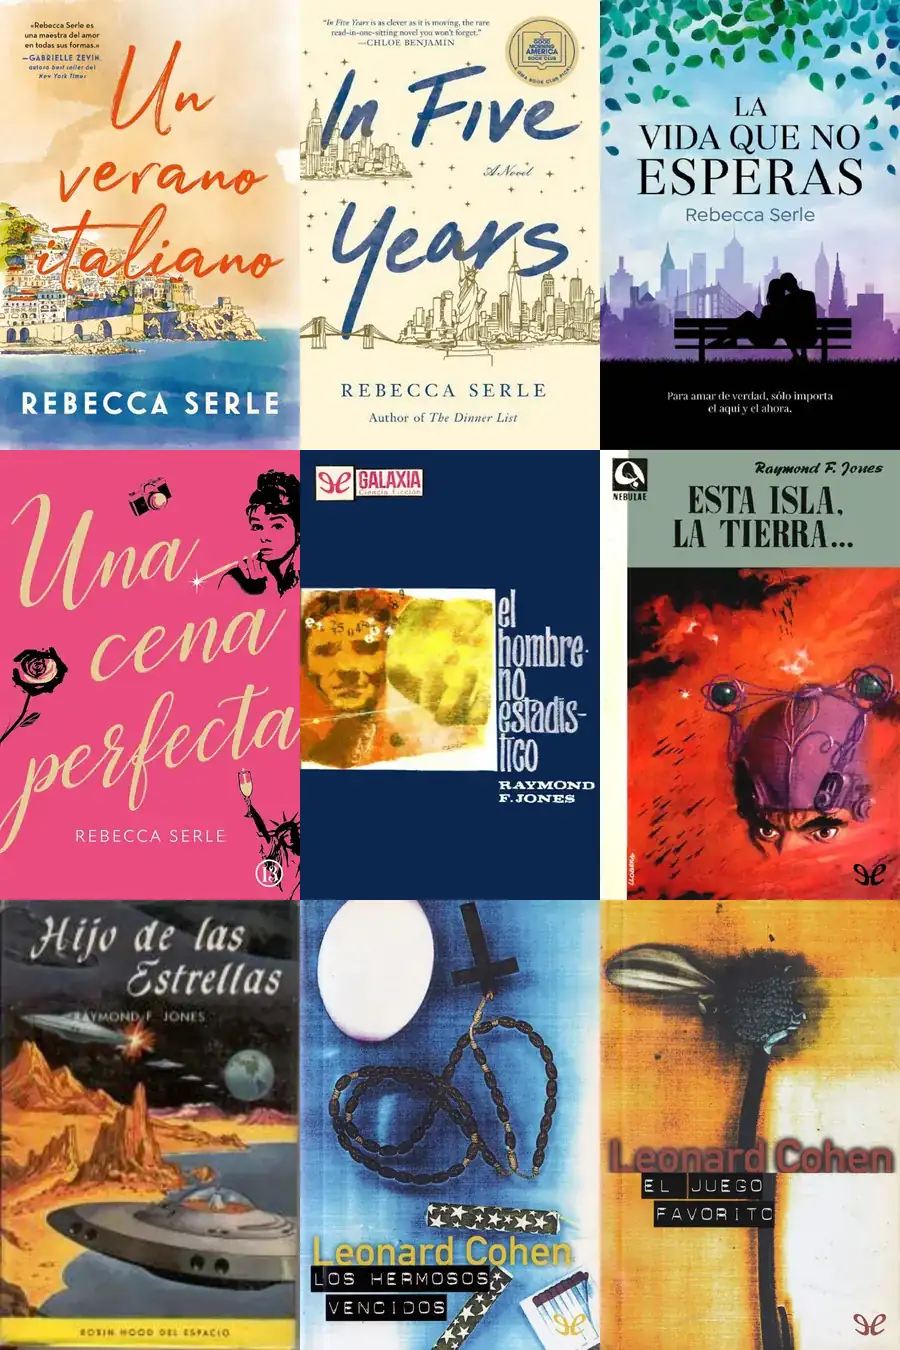 «Rebecca Serle es
una maestra del amor
en todas sus formas.»
—GABRIELLE ZEVIN,
autora best seller del
New York Times
Un
verano
italiano
REBECCA SERLE
"In Five Years is as clever as it is moving, the rare
read-in-one-sitting novel you won't forget."
—CHLOE BENJAMIN
GOOD
MORNING
AMERICA
BOOK CLUB
In Five
A Novel
Years
REBECCA SERLE
Author of The Dinner List
LA
VIDA QUE NO
ESPERAS
Rebecca Serle
Para amar de verdad, sólo importa
el aquí y el ahora.
Una
cena
perfecta
REBECCA SERLE
13
GALAXIA
Ciencia Ficción
el
hombre
no
estadís-
tico
RAYMOND
F. JONES
NEBULAE
Raymond F. Jones
ESTA ISLA,
LA TIERRA...
Hijo de las
Estrellas
RAYMOND F. JONES
ROBIN HOOD DEL ESPACIO
Leonard Cohen
LOS HERMOSOS
VENCIDOS
Leonard Cohen
EL JUEGO
FAVORITO